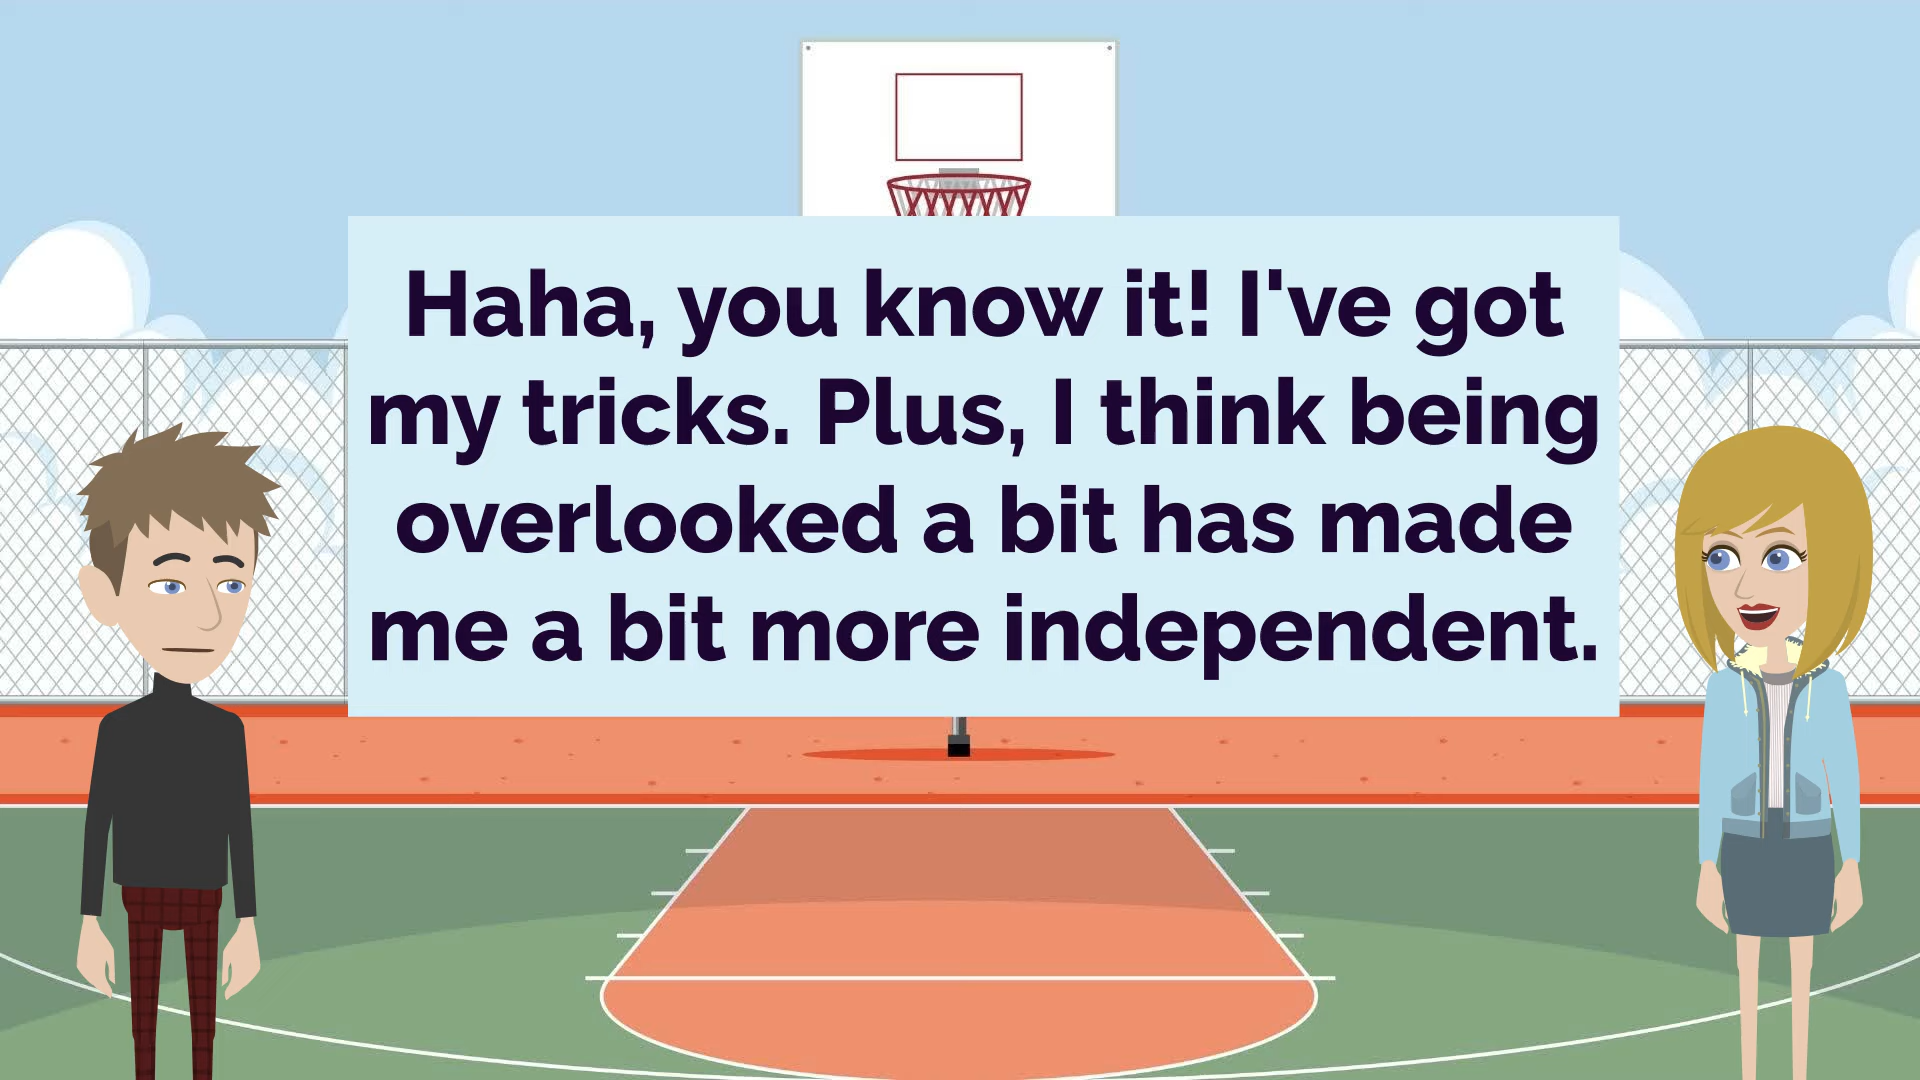 Haha, you know it! I've got
my tricks. Plus, I think being
overlooked a bit has made
me a bit more independent.